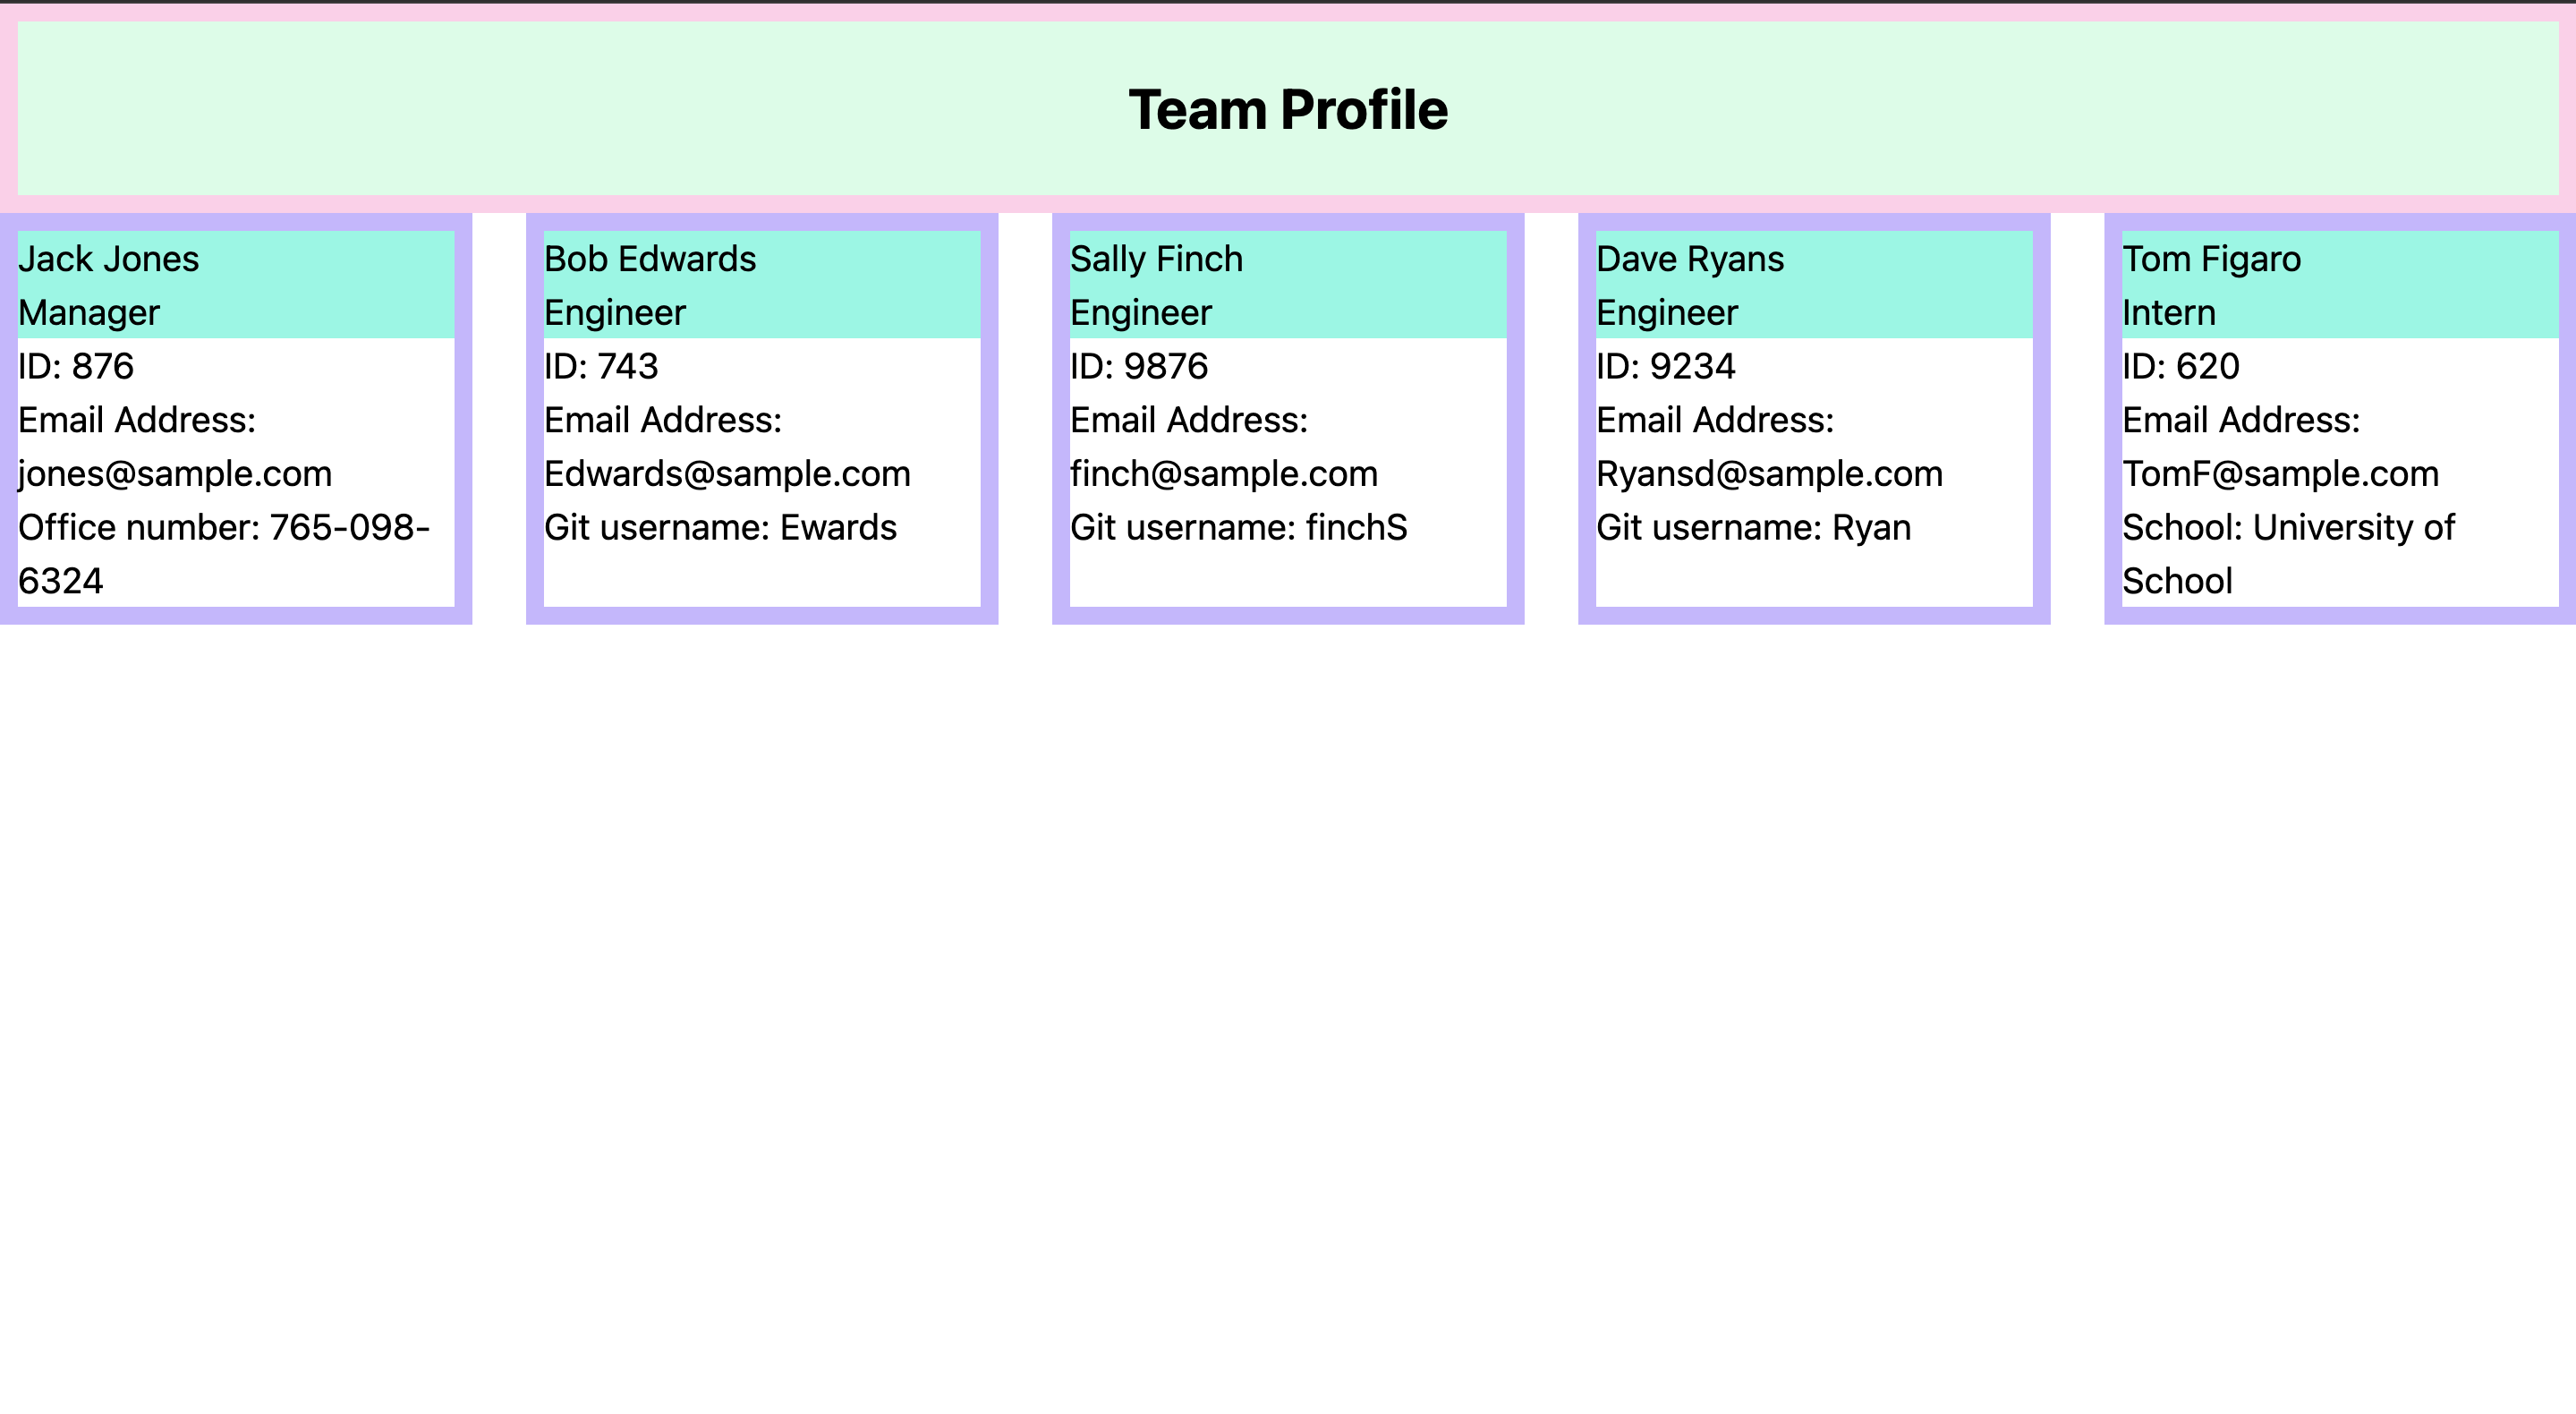 Team Profile
Jack Jones
Manager
ID: 876
Email Address:
jones@sample.com
Office number: 765-098-
6324
Bob Edwards
Engineer
ID: 743
Email Address:
Edwards@sample.com
Git username: Ewards
Sally Finch
Engineer
ID: 9876
Email Address:
finch@sample.com
Git username: finchS
Dave Ryans
Engineer
ID: 9234
Email Address:
Ryansd@sample.com
Git username: Ryan
Tom Figaro
Intern
ID: 620
Email Address:
TomF@sample.com
School: University of
School